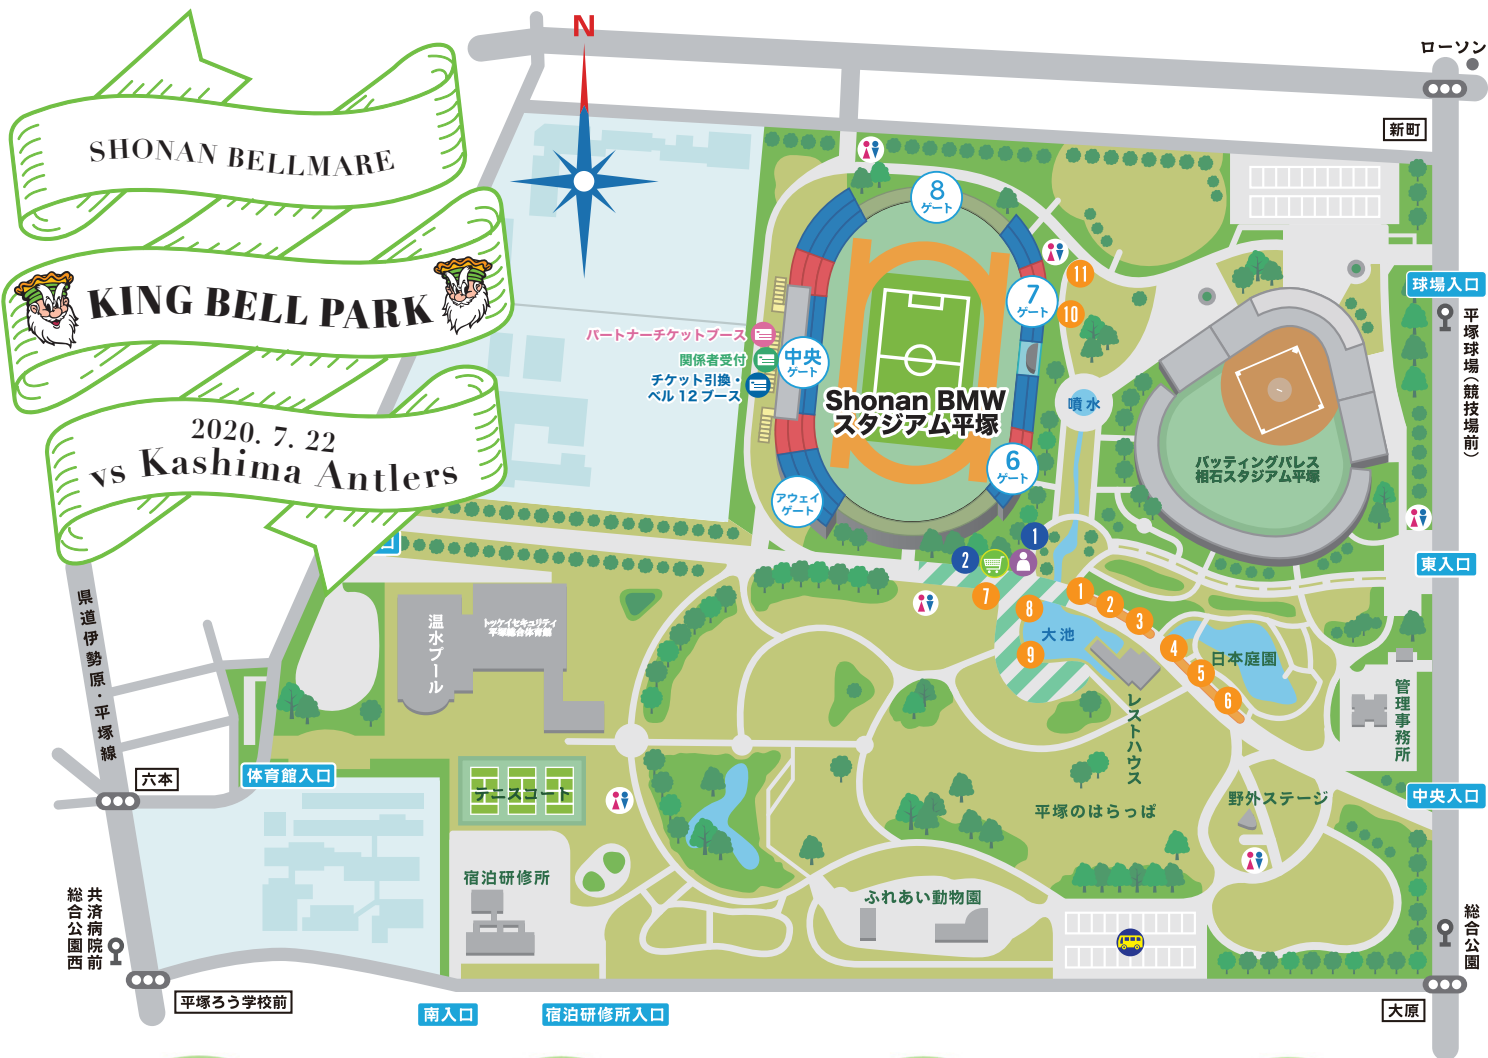 SHONAN BELLMARE
KING BELL PARK
2020. 7. 22
vs Kashima Antlers
N
ローソン
新町
8
ゲート
11
7
ゲート
10
球場入口
平塚球場(競技場前)
パートナーチケットブース
関係者受付
チケット引換・
ベル12ブース
中央
ゲート
Shonan BMW
スタジアム平塚
噴水
6
ゲート
バッティングパレス
相石スタジアム平塚
アウェイ
ゲート
口
1
2
東入口
7
8
1
2
3
大池
9
4
日本庭園
5
6
県道伊勢原・平塚線
温水プール
トッケイセキュリティ
平塚総合体育館
レストハウス
管理事務所
六本
体育館入口
テニスコート
中央入口
野外ステージ
平塚のはらっぱ
宿泊研修所
ふれあい動物園
共済病院前
総合公園西
総合公園
平塚ろう学校前
南入口
宿泊研修所入口
大原